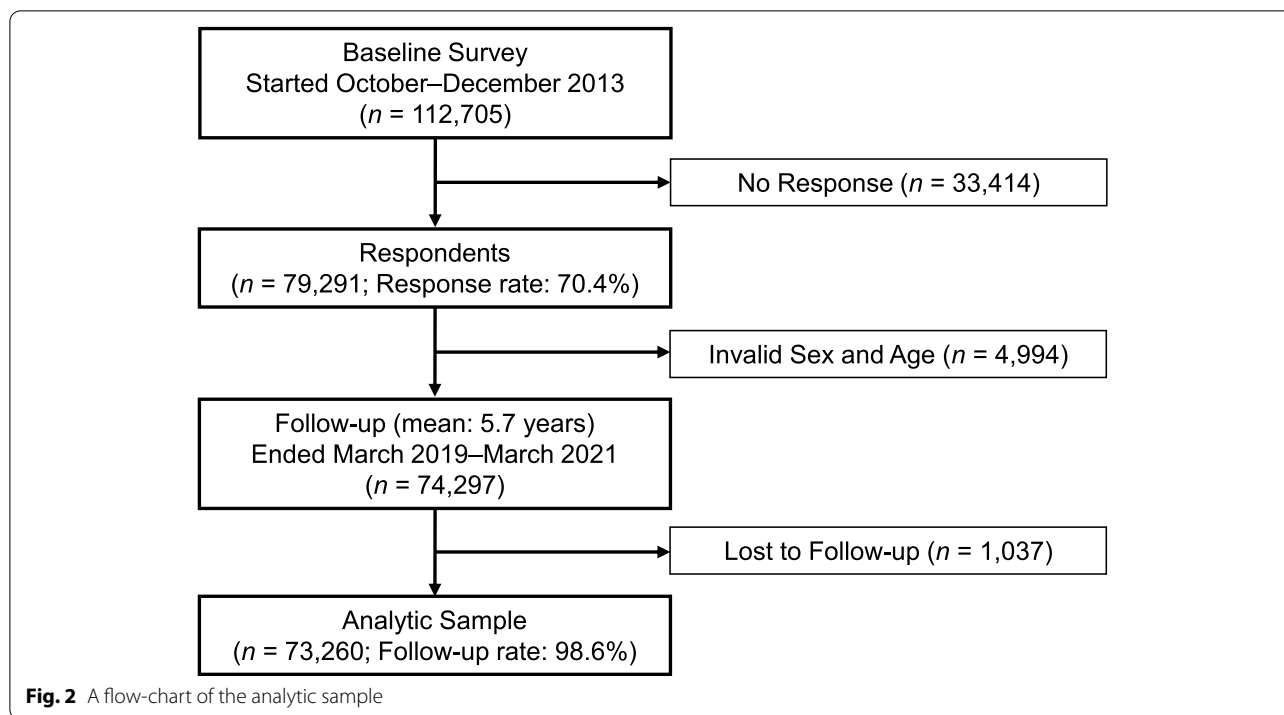 Baseline Survey
Started October–December 2013
(n = 112,705)
No Response (n = 33,414)
Respondents
(n = 79,291; Response rate: 70.4%)
Invalid Sex and Age (n = 4,994)
Follow-up (mean: 5.7 years)
Ended March 2019–March 2021
(n = 74,297)
Lost to Follow-up (n = 1,037)
Analytic Sample
(n = 73,260; Follow-up rate: 98.6%)
Fig. 2 A flow-chart of the analytic sample